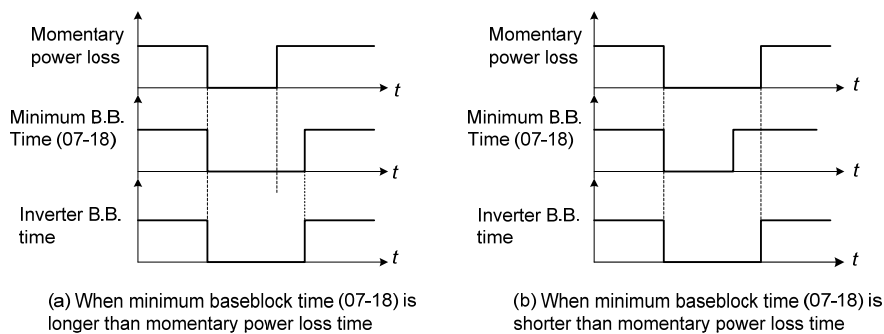 Momentary
power loss
t
Minimum B.B.
Time (07-18)
t
Inverter B.B.
time
t
(a) When minimum baseblock time (07-18) is
longer than momentary power loss time
Momentary
power loss
t
Minimum B.B.
Time (07-18)
t
Inverter B.B.
time
t
(b) When minimum baseblock time (07-18) is
shorter than momentary power loss time